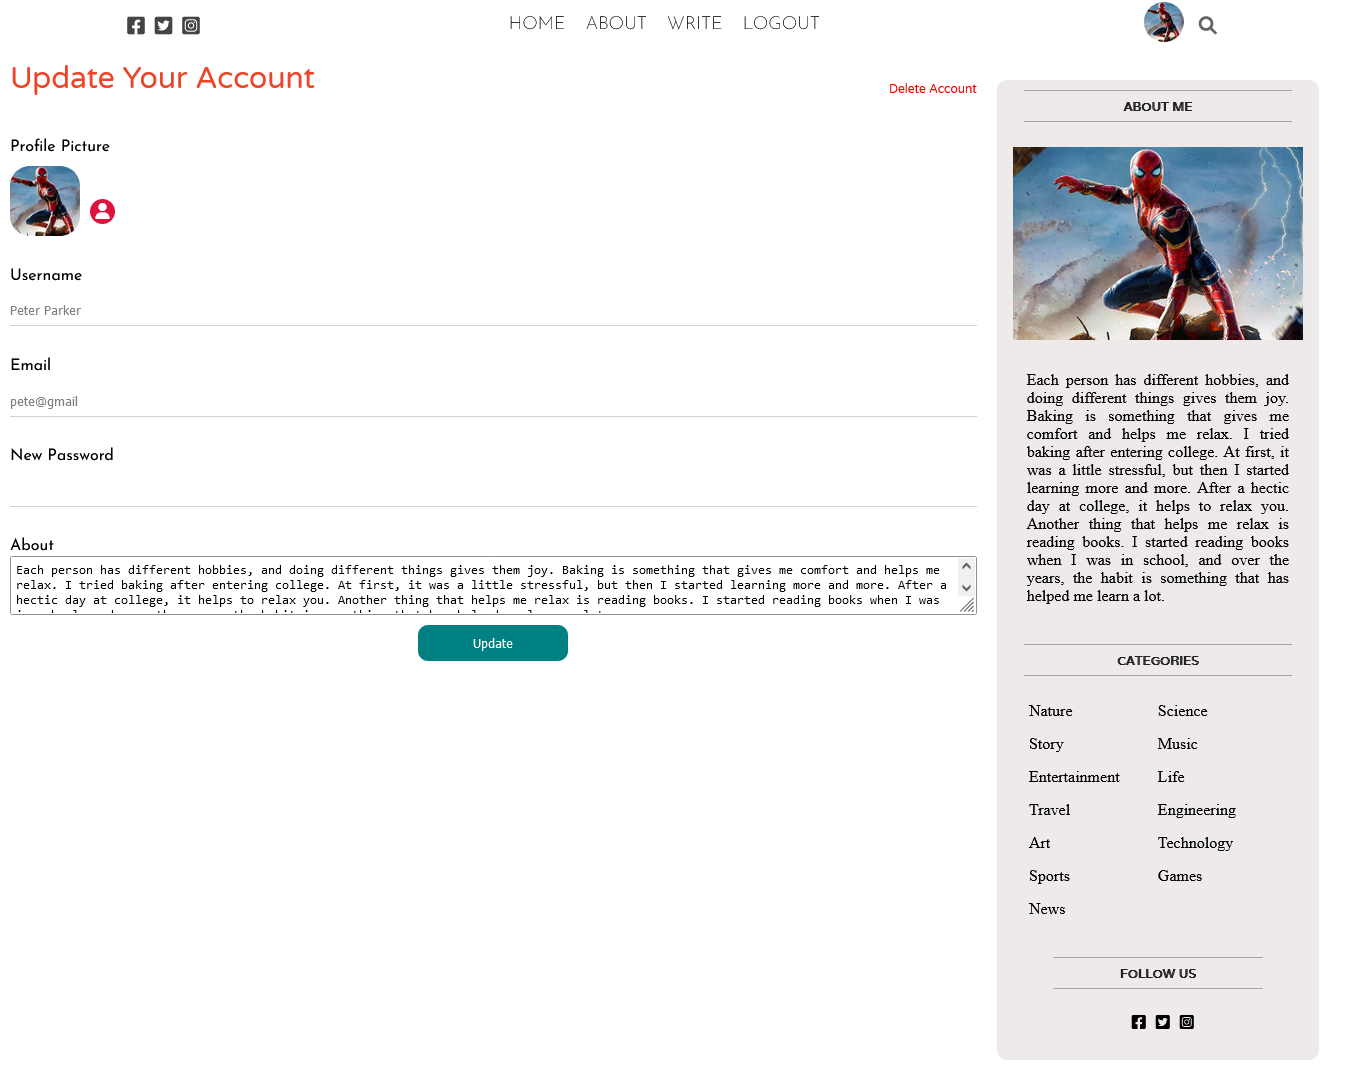 HOME ABOUT WRITE LOGOUT
Update Your Account
Delete Account
Profile Picture
Username
Peter Parker
Email
pete@gmail
New Password
About
Each person has different hobbies, and doing different things gives them joy. Baking is something that gives me comfort and helps me
relax. I tried baking after entering college. At first, it was a little stressful, but then I started learning more and more. After a
hectic day at college, it helps to relax you. Another thing that helps me relax is reading books. I started reading books when I was
Update
ABOUT ME
Each person has different hobbies, and
doing different things gives them joy.
Baking is something that gives me
comfort and helps me relax. I tried
baking after entering college. At first, it
was a little stressful, but then I started
learning more and more. After a hectic
day at college, it helps to relax you.
Another thing that helps me relax is
reading books. I started reading books
when I was in school, and over the
years, the habit is something that has
helped me learn a lot.
CATEGORIES
Nature Science
Story Music
Entertainment Life
Travel Engineering
Art Technology
Sports Games
News
FOLLOW US